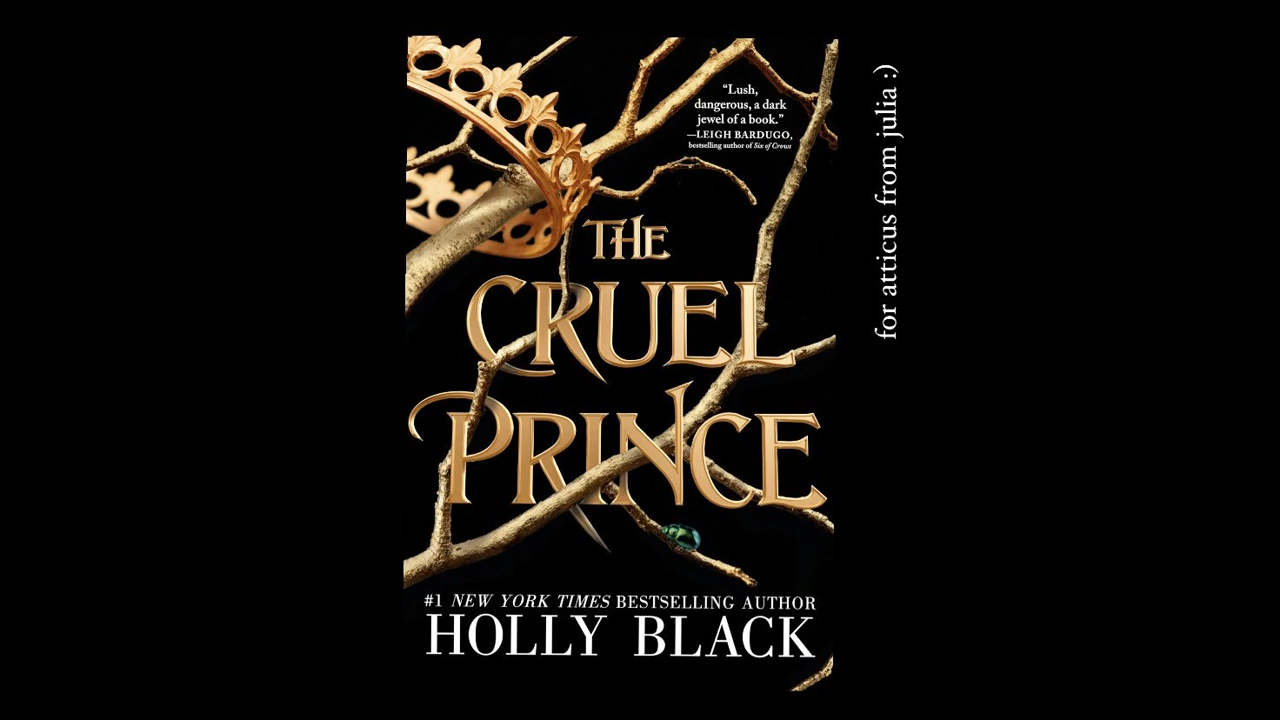 “Lush,
dangerous, a dark
jewel of a book.”
—LEIGH BARDUGO,
bestselling author of Six of Crows
THE
CRUEL
PRINCE
#1 NEW YORK TIMES BESTSELLING AUTHOR
HOLLY BLACK
for atticus from julia :)